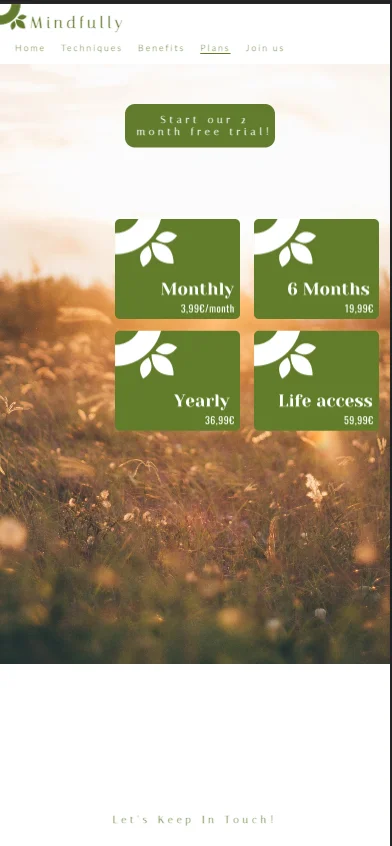 Mindfully
Home Techniques Benefits Plans Join us
Start our 2
month free trial!
Monthly
3,99€/month
6 Months
19,99€
Yearly
36,99€
Life access
59,99€
Let`s Keep In Touch!